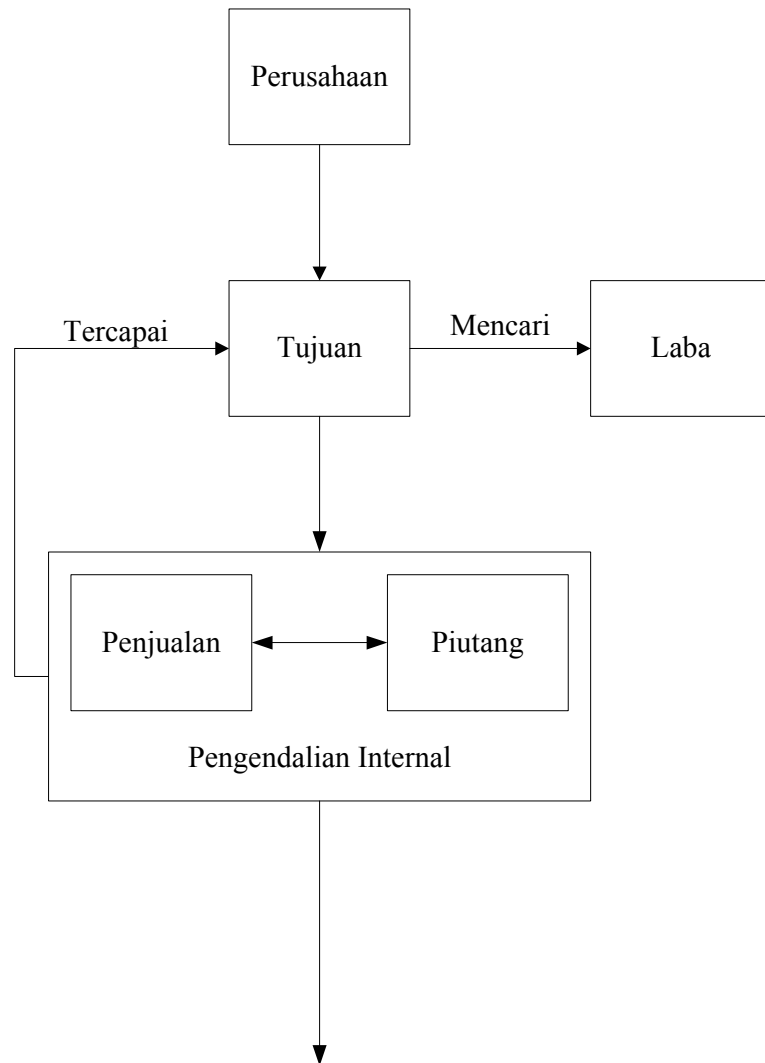 Perusahaan
Tercapai
Tujuan
Mencari
Laba
Penjualan
Piutang
Pengendalian Internal